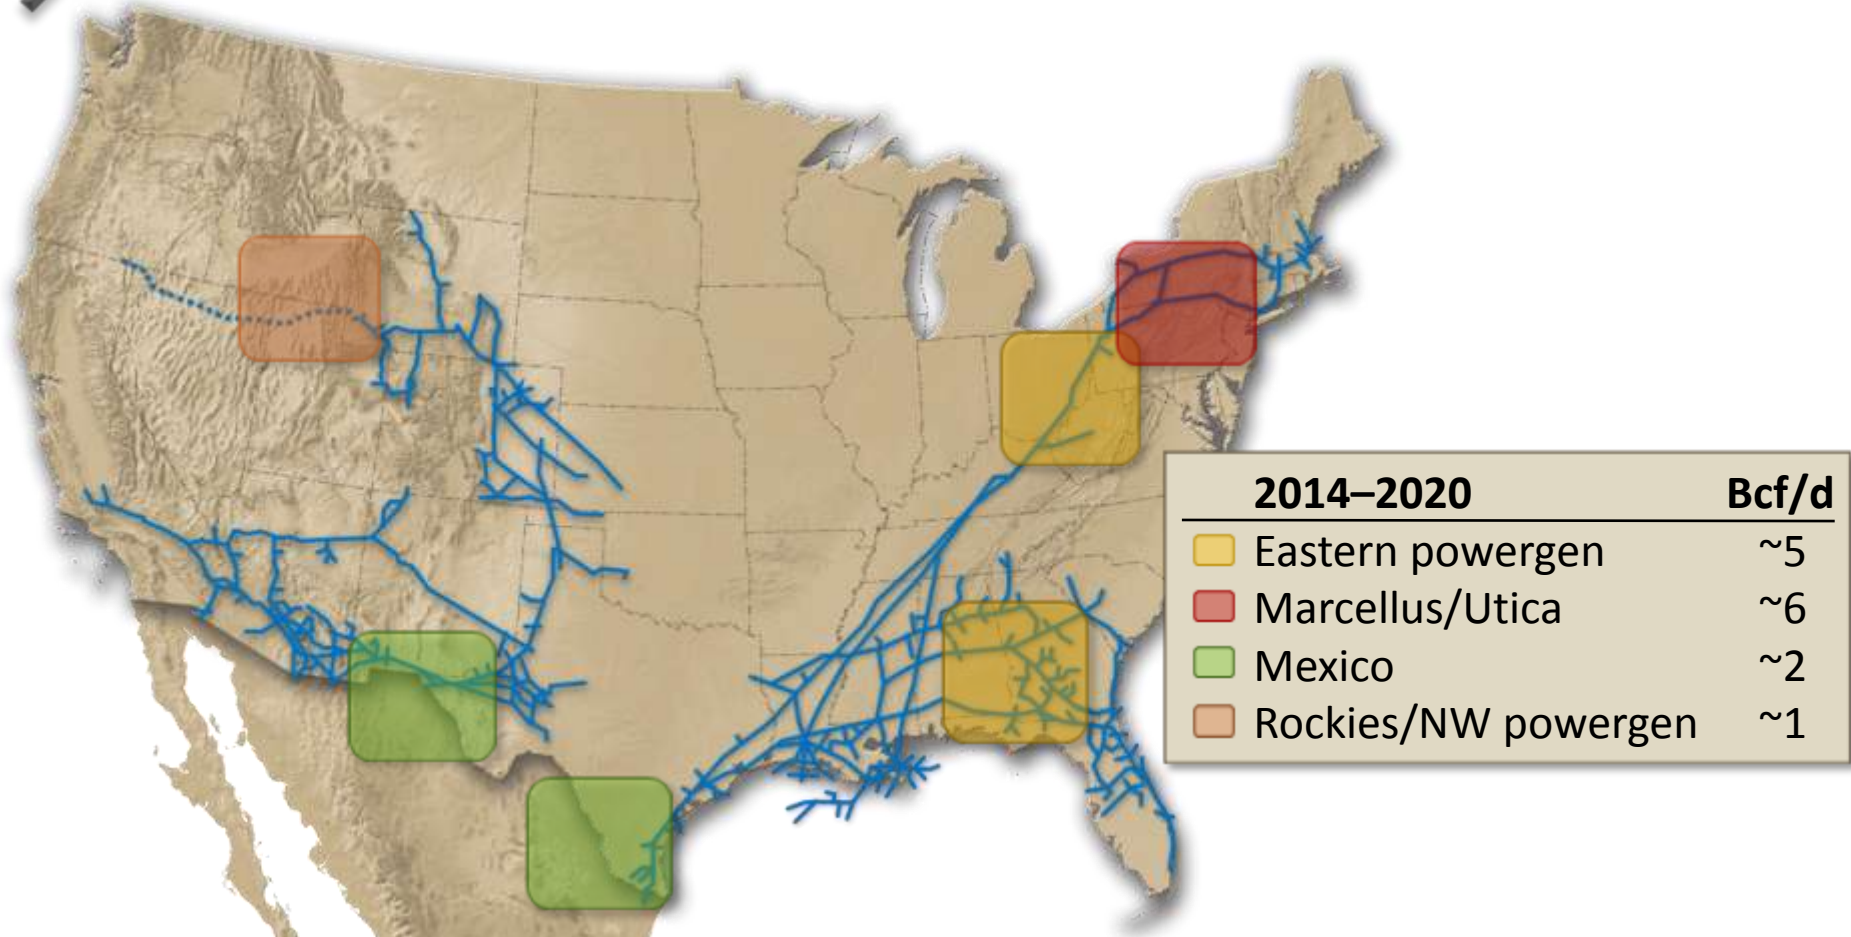 2014–2020 Bcf/d
Eastern powergen ~5
Marcellus/Utica ~6
Mexico ~2
Rockies/NW powergen ~1